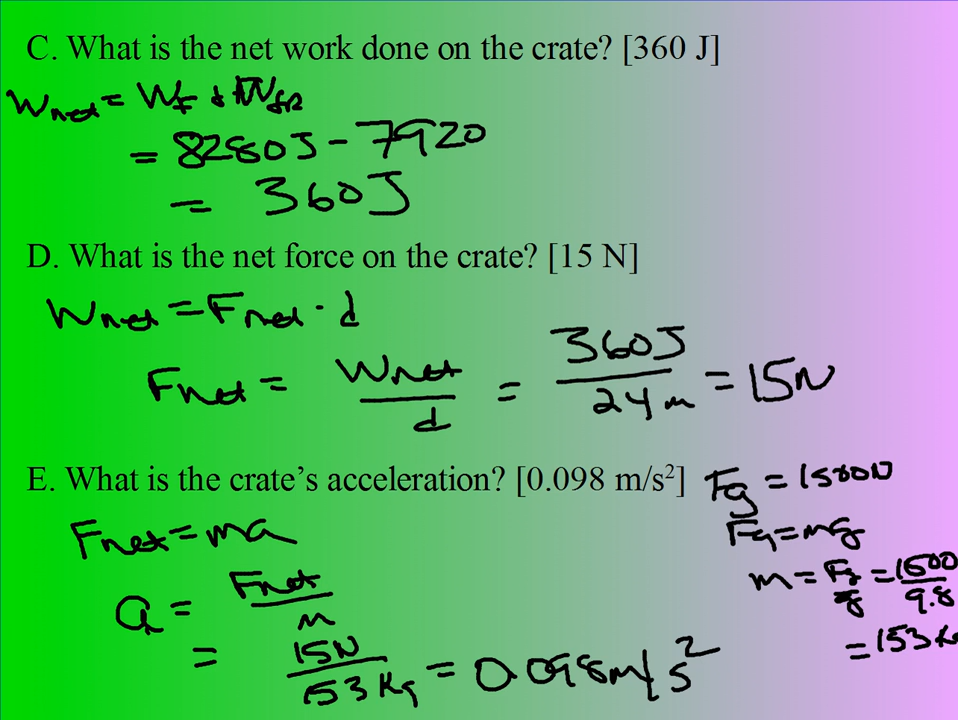 C. What is the net work done on the crate? [360 J]
Wnet = WF + Wfr
= 8280J - 7920
= 360J
D. What is the net force on the crate? [15 N]
Wnet = Fnet · d
Fnet = Wnet / d = 360J / 24 m = 15N
E. What is the crate's acceleration? [0.098 m/s²]
Fg = 1500N
Fg = mg
m = Fg / g = 1500 / 9.8
= 153 K
Fnet = ma
a = Fnet / m
= 15N / 153 Kg = 0.098 m/s²